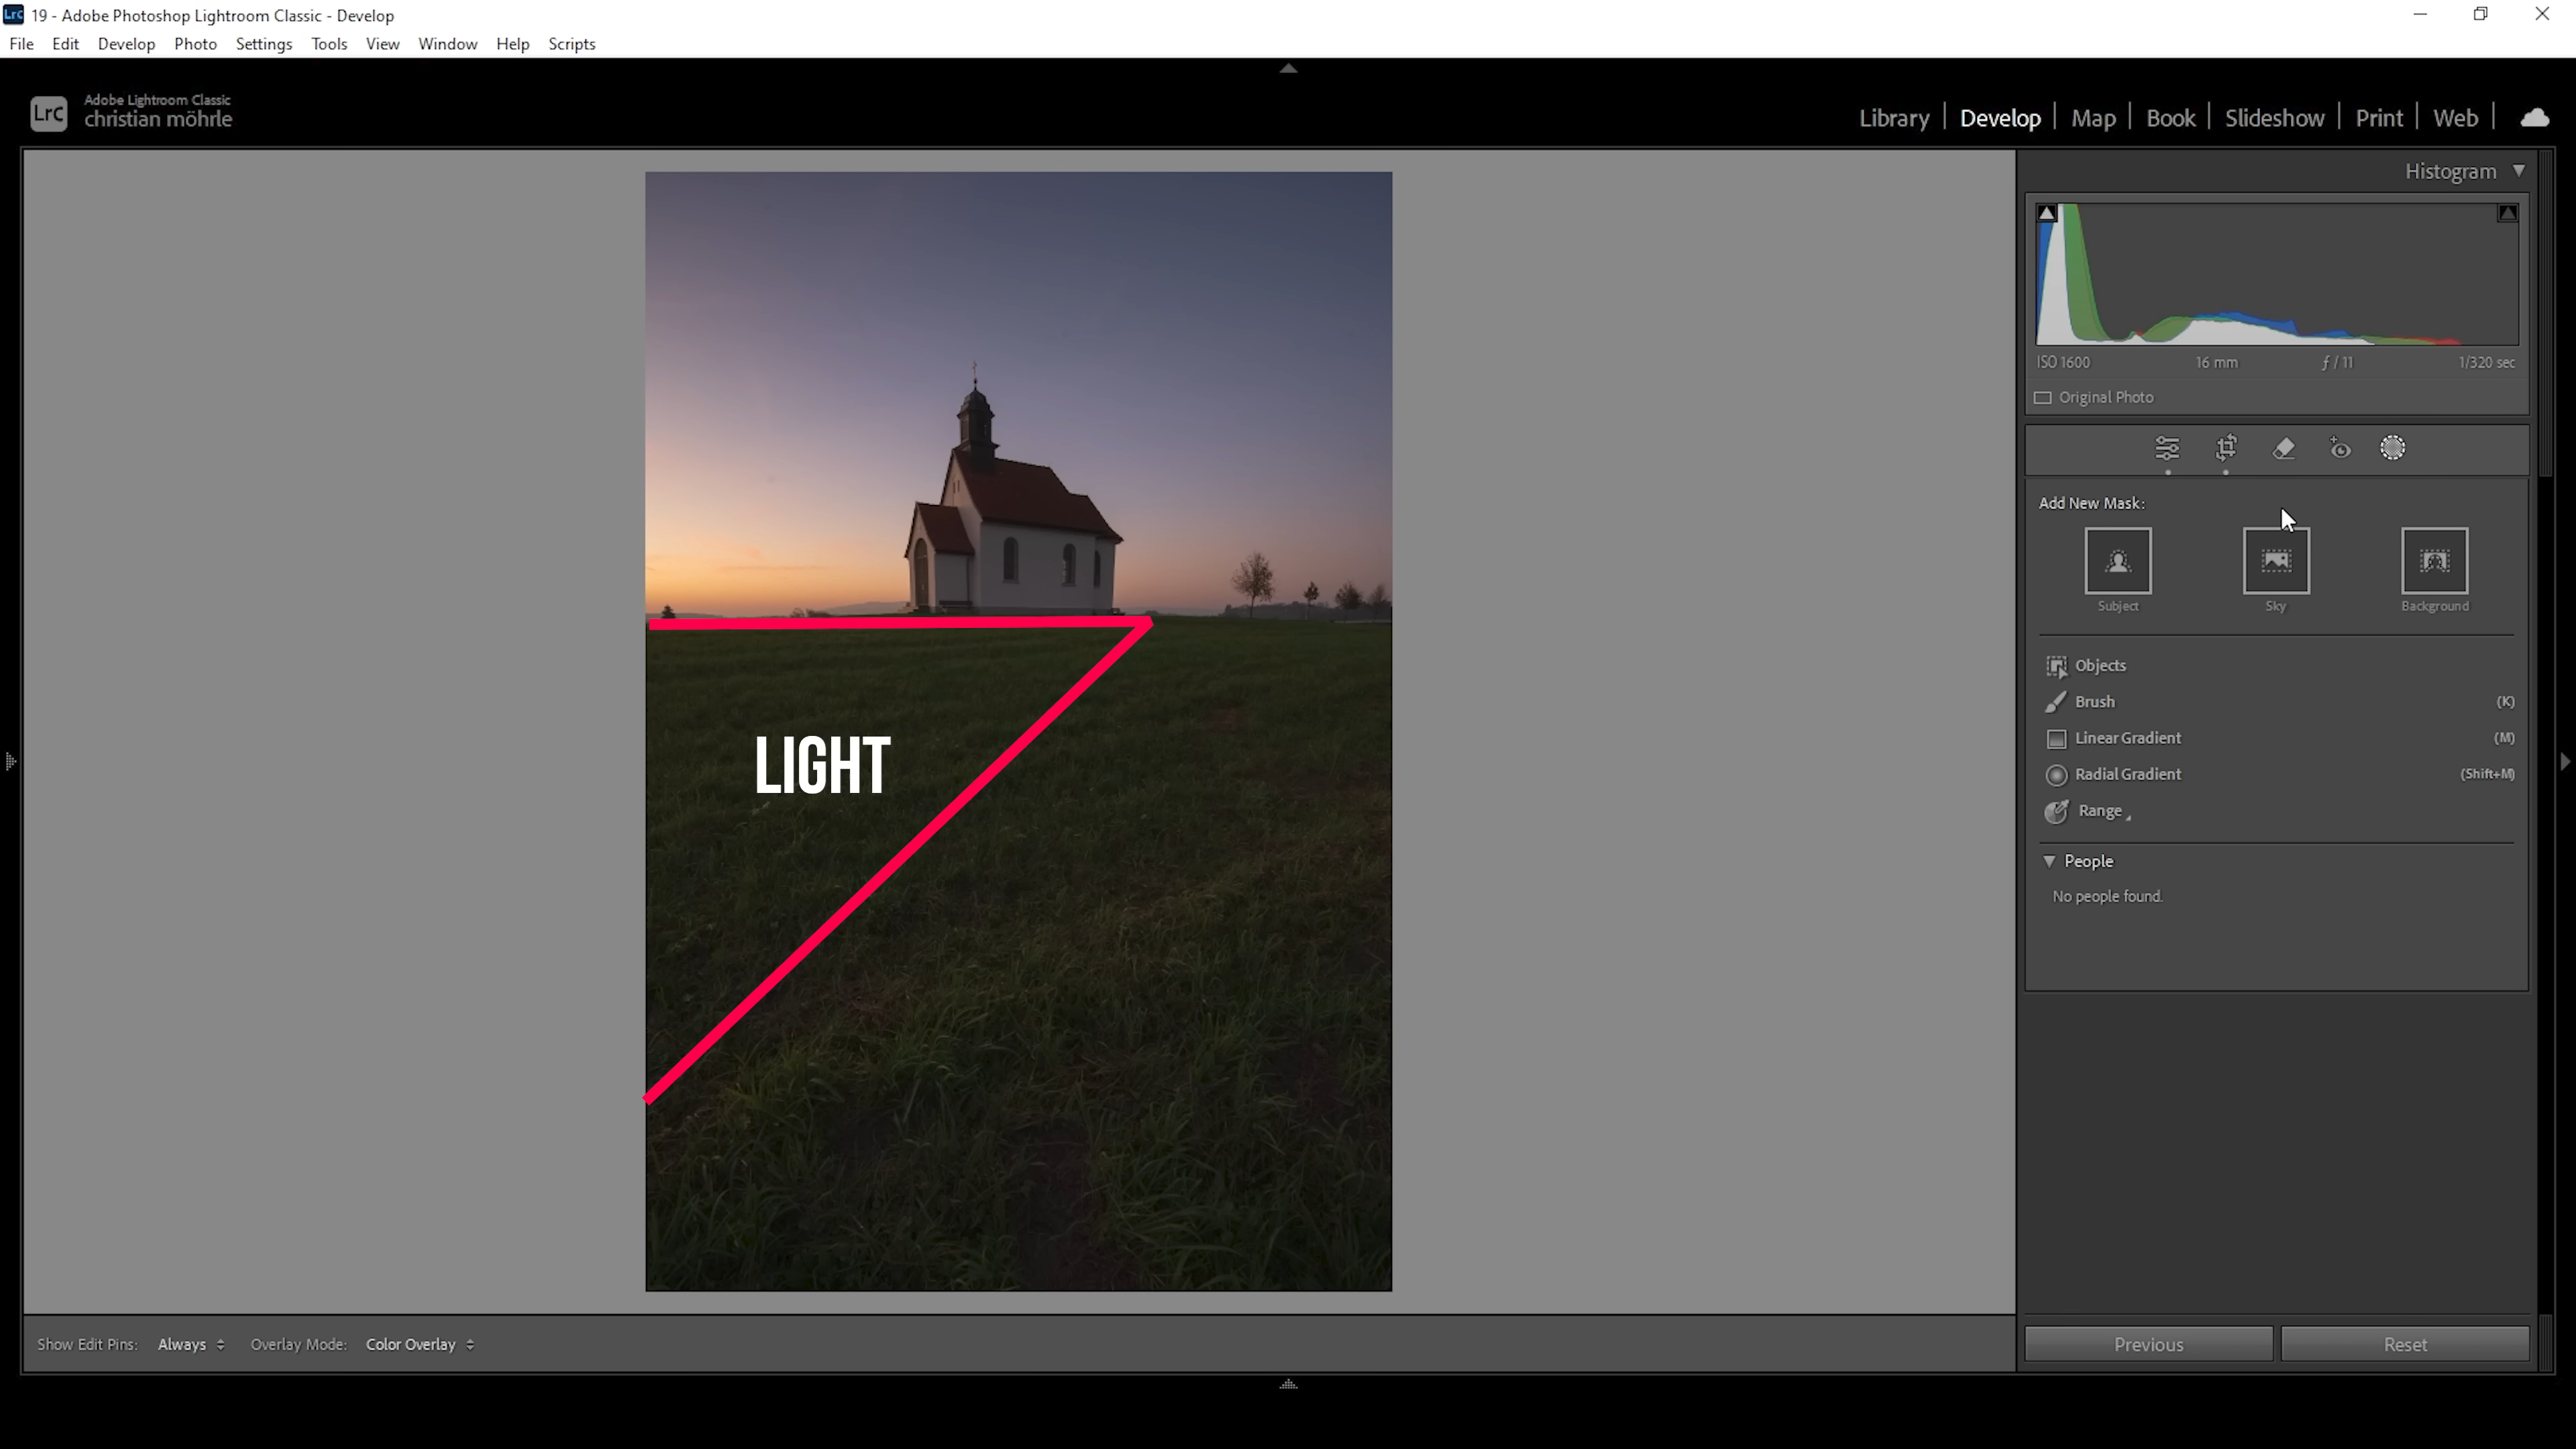 Lrc 19 - Adobe Photoshop Lightroom Classic - Develop
File Edit Develop Photo Settings Tools View Window Help Scripts
Lrc
Adobe Lightroom Classic
christian möhrle
Library | Develop | Map | Book | Slideshow | Print | Web |
Histogram
ISO 1600 16 mm ƒ / 11 1/320 sec
Original Photo
Add New Mask:
Subject Sky Background
Objects
Brush (K)
Linear Gradient (M)
Radial Gradient (Shift+M)
Range
People
No people found.
LIGHT
Show Edit Pins: Always Overlay Mode: Color Overlay
Previous Reset